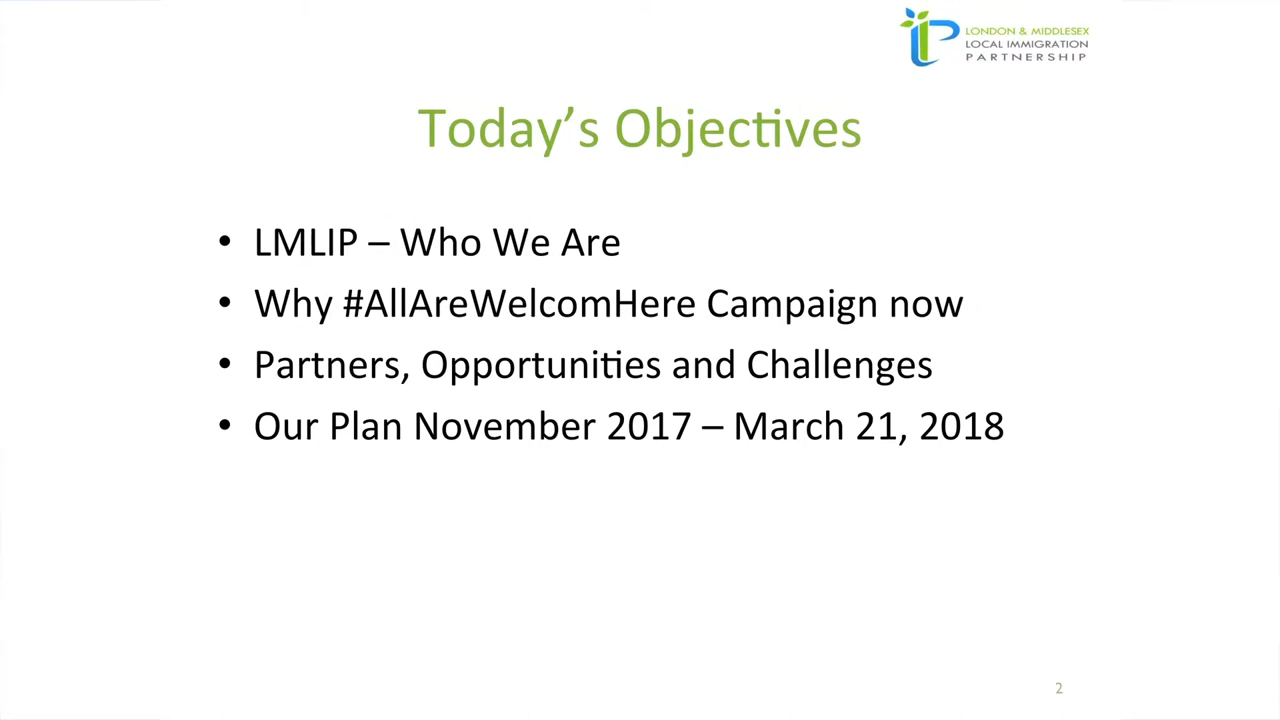 LONDON & MIDDLESEX
LOCAL IMMIGRATION
PARTNERSHIP
Today's Objectives
• LMLIP – Who We Are
• Why #AllAreWelcomHere Campaign now
• Partners, Opportunities and Challenges
• Our Plan November 2017 – March 21, 2018
2